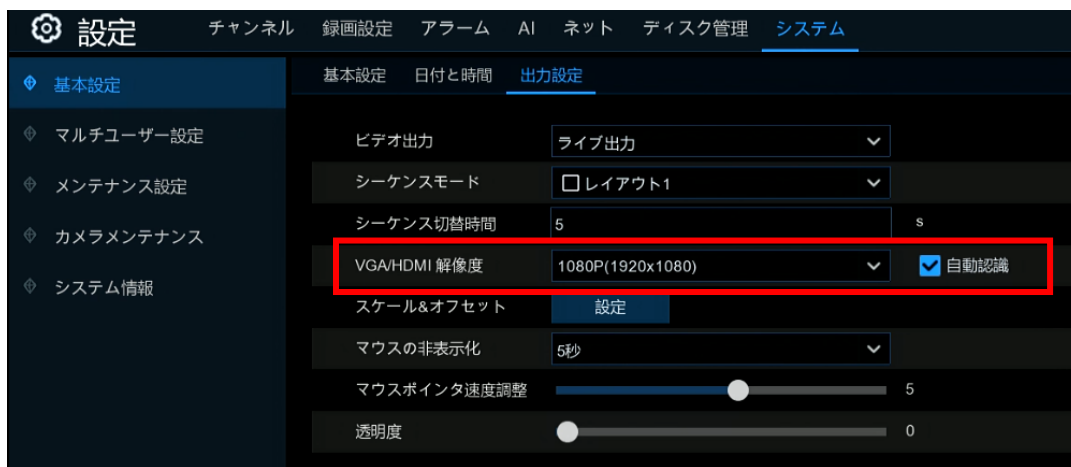 設定 チャンネル 録画設定 アラーム AI ネット ディスク管理 システム
基本設定
マルチユーザー設定
メンテナンス設定
カメラメンテナンス
システム情報
基本設定 日付と時間 出力設定
ビデオ出力 ライブ出力
シーケンスモード レイアウト1
シーケンス切替時間 5 s
VGA/HDMI 解像度 1080P(1920x1080) 自動認識
スケール&オフセット 設定
マウスの非表示化 5秒
マウスポインタ速度調整 5
透明度 0